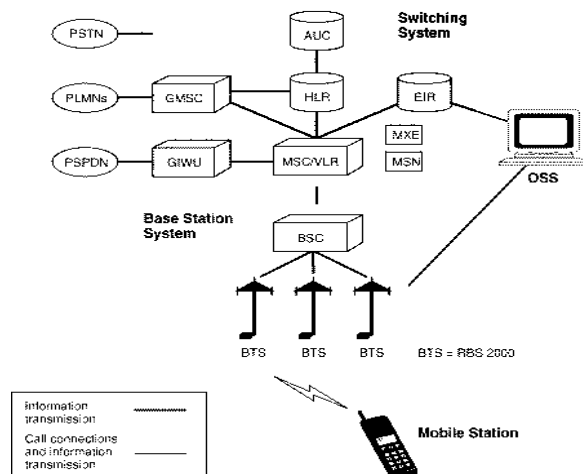 Switching
System
PSTN
AUC
PLMNs
GMSC
HLR
EIR
MXE
PSPDN
GIWU
MSC/VLR
MSN
OSS
Base Station
System
BSC
BTS
BTS
BTS
BTS = RBS 2000
Information
transmission
Call connections
and information
transmission
Mobile Station